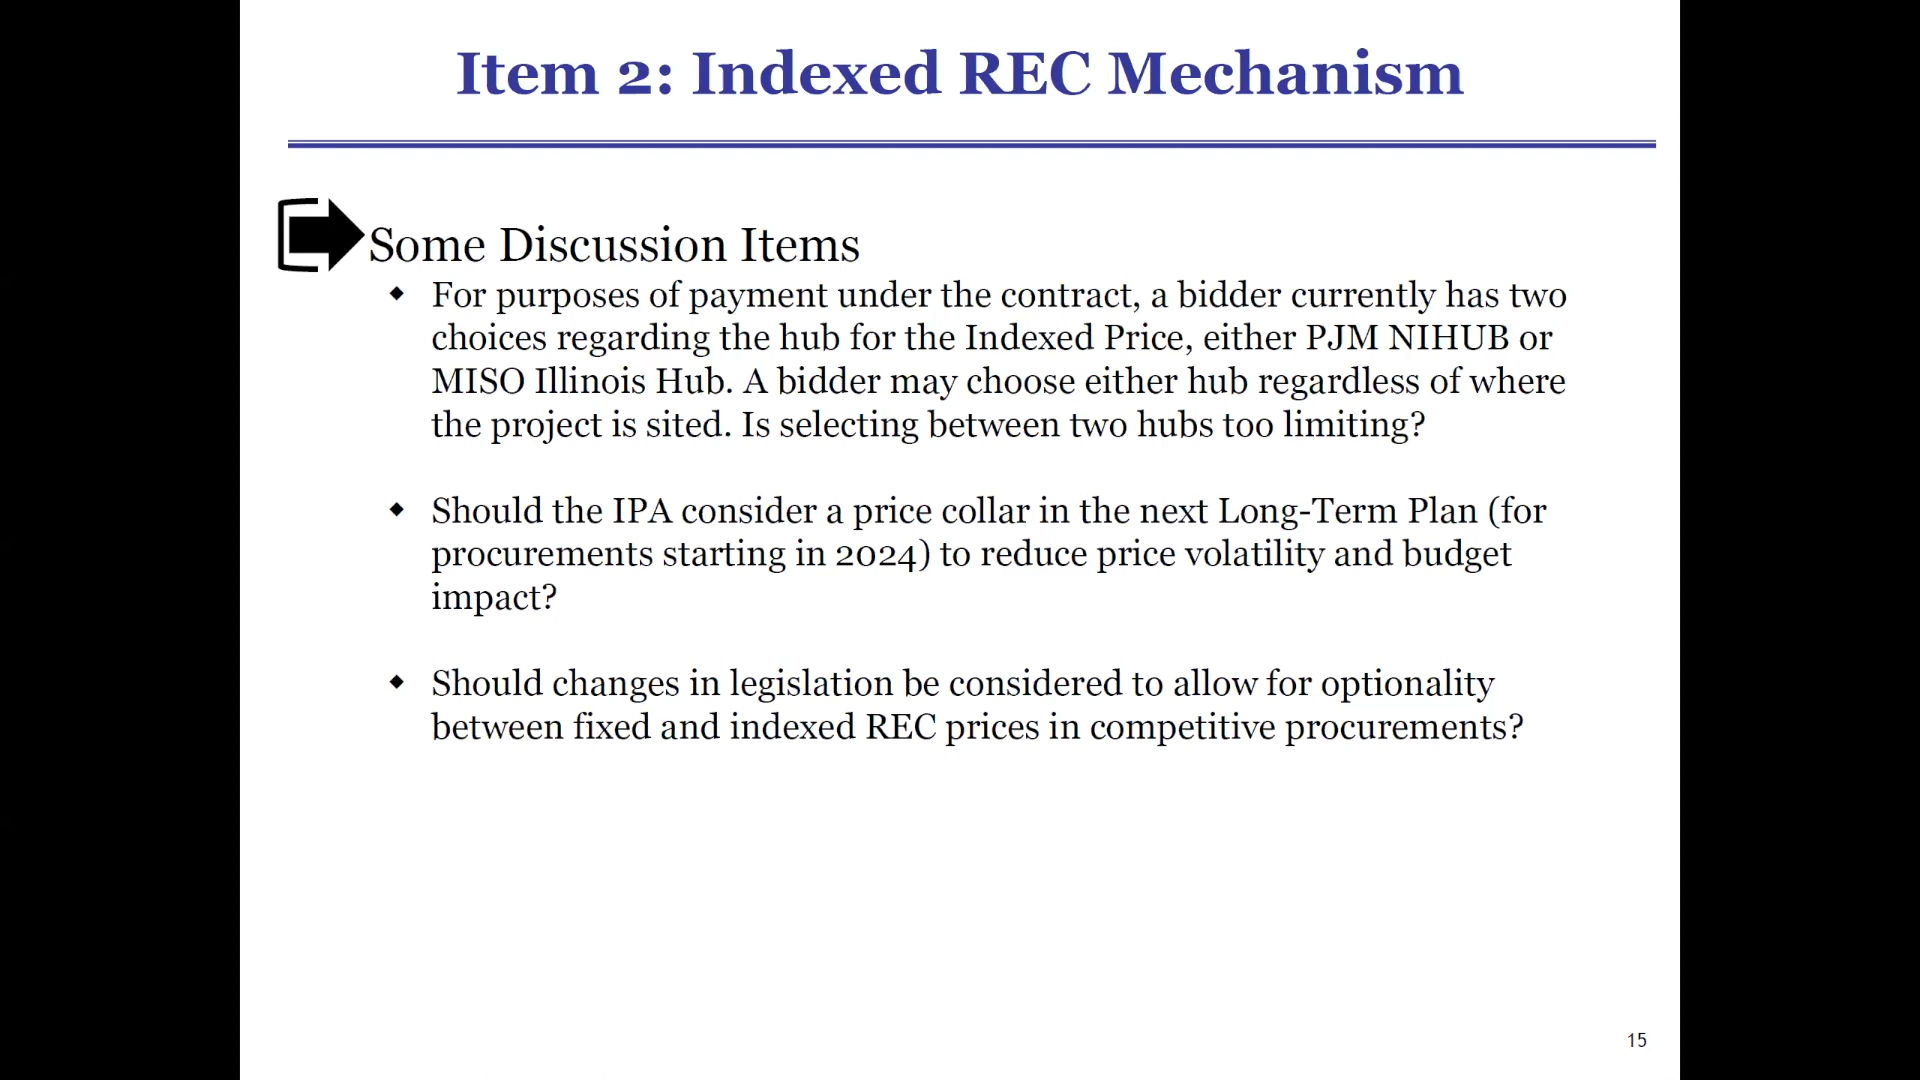 Item 2: Indexed REC Mechanism
Some Discussion Items
For purposes of payment under the contract, a bidder currently has two
choices regarding the hub for the Indexed Price, either PJM NIHUB or
MISO Illinois Hub. A bidder may choose either hub regardless of where
the project is sited. Is selecting between two hubs too limiting?
Should the IPA consider a price collar in the next Long-Term Plan (for
procurements starting in 2024) to reduce price volatility and budget
impact?
Should changes in legislation be considered to allow for optionality
between fixed and indexed REC prices in competitive procurements?
15